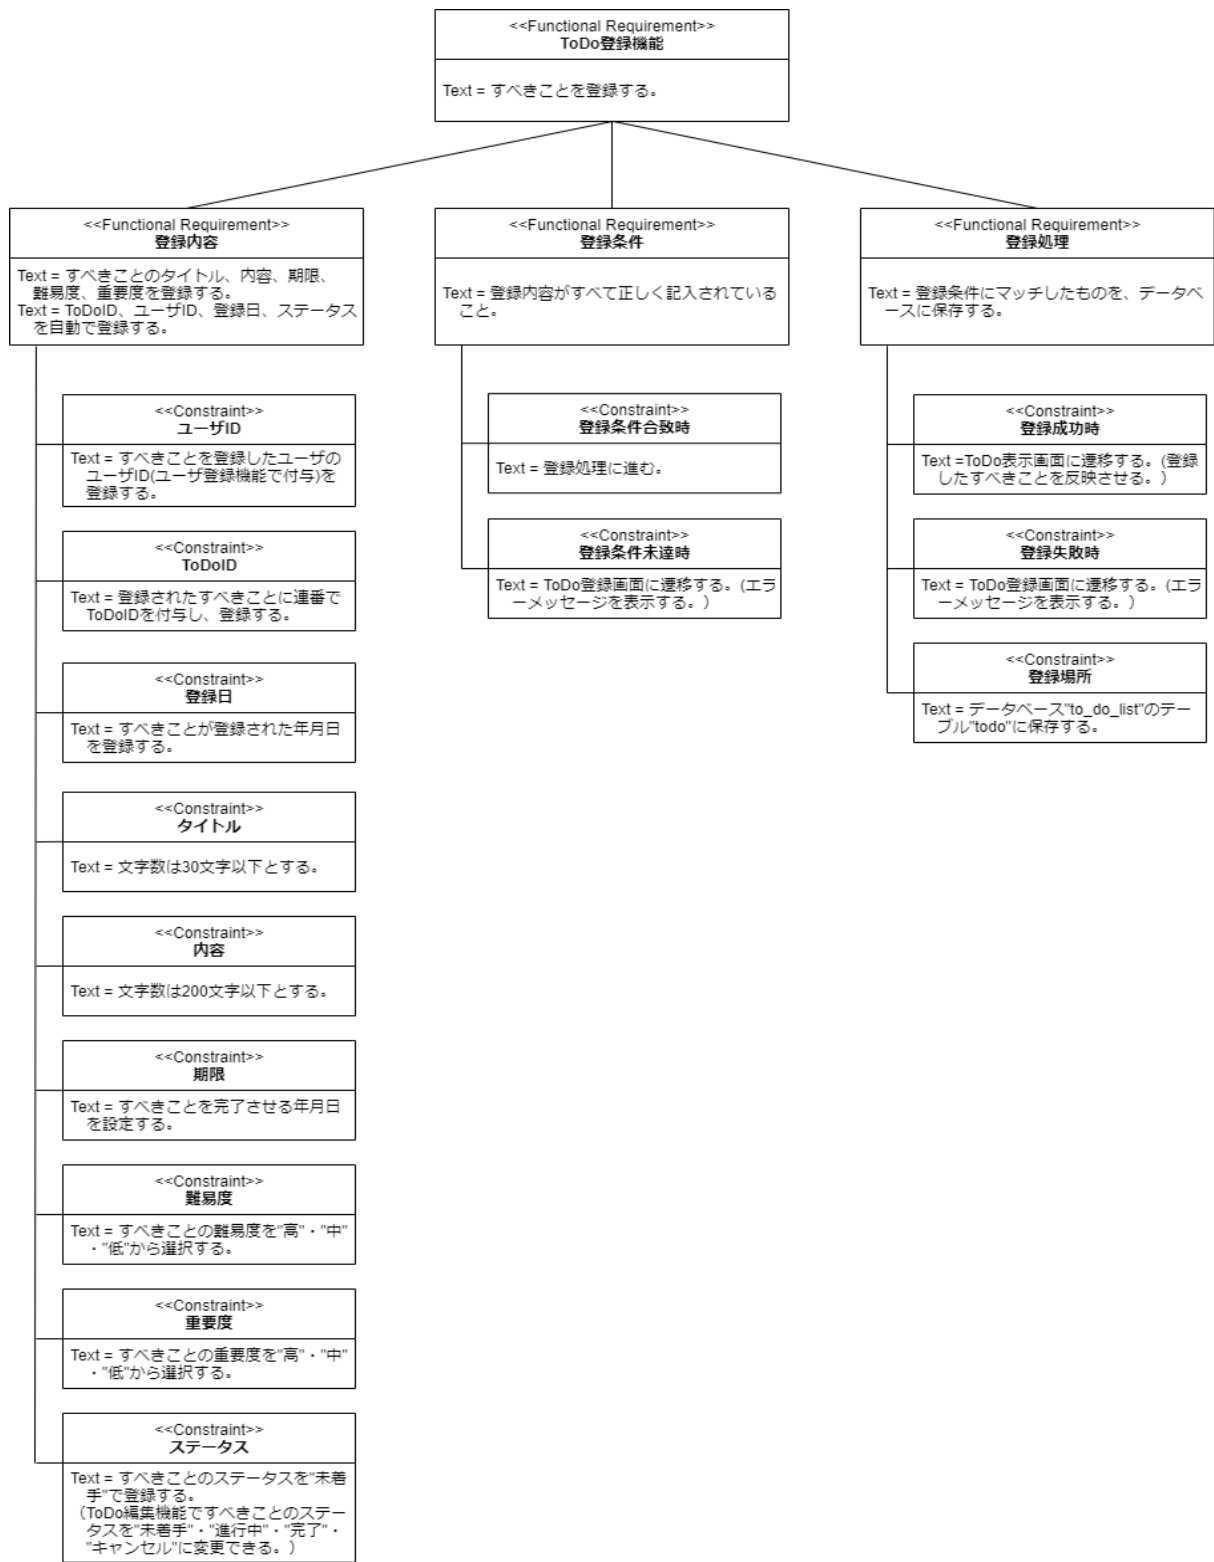 <<Functional Requirement>>
ToDo登録機能
Text = すべきことを登録する。
<<Functional Requirement>>
登録内容
Text = すべきことのタイトル、内容、期限、
難易度、重要度を登録する。
Text = ToDoID、ユーザID、登録日、ステータス
を自動で登録する。
<<Constraint>>
ユーザID
Text = すべきことを登録したユーザの
ユーザID(ユーザ登録機能で付与)を
登録する。
<<Constraint>>
ToDoID
Text = 登録されたすべきことに連番で
ToDoIDを付与し、登録する。
<<Constraint>>
登録日
Text = すべきことが登録された年月日
を登録する。
<<Constraint>>
タイトル
Text = 文字数は30文字以下とする。
<<Constraint>>
内容
Text = 文字数は200文字以下とする。
<<Constraint>>
期限
Text = すべきことを完了させる年月日
を設定する。
<<Constraint>>
難易度
Text = すべきことの難易度を"高"・"中"
・"低"から選択する。
<<Constraint>>
重要度
Text = すべきことの重要度を"高"・"中"
・"低"から選択する。
<<Constraint>>
ステータス
Text = すべきことのステータスを"未着
手"で登録する。
（ToDo編集機能ですべきことのステー
タスを"未着手"・"進行中"・"完了"・
"キャンセル"に変更できる。）
<<Functional Requirement>>
登録条件
Text = 登録内容がすべて正しく記入されている
こと。
<<Constraint>>
登録条件合致時
Text = 登録処理に進む。
<<Constraint>>
登録条件未達時
Text = ToDo登録画面に遷移する。(エラ
ーメッセージを表示する。）
<<Functional Requirement>>
登録処理
Text = 登録条件にマッチしたものを、データベ
ースに保存する。
<<Constraint>>
登録成功時
Text =ToDo表示画面に遷移する。(登録
したすべきことを反映させる。）
<<Constraint>>
登録失敗時
Text = ToDo登録画面に遷移する。(エラ
ーメッセージを表示する。）
<<Constraint>>
登録場所
Text = データベース"to_do_list"のテー
ブル"todo"に保存する。